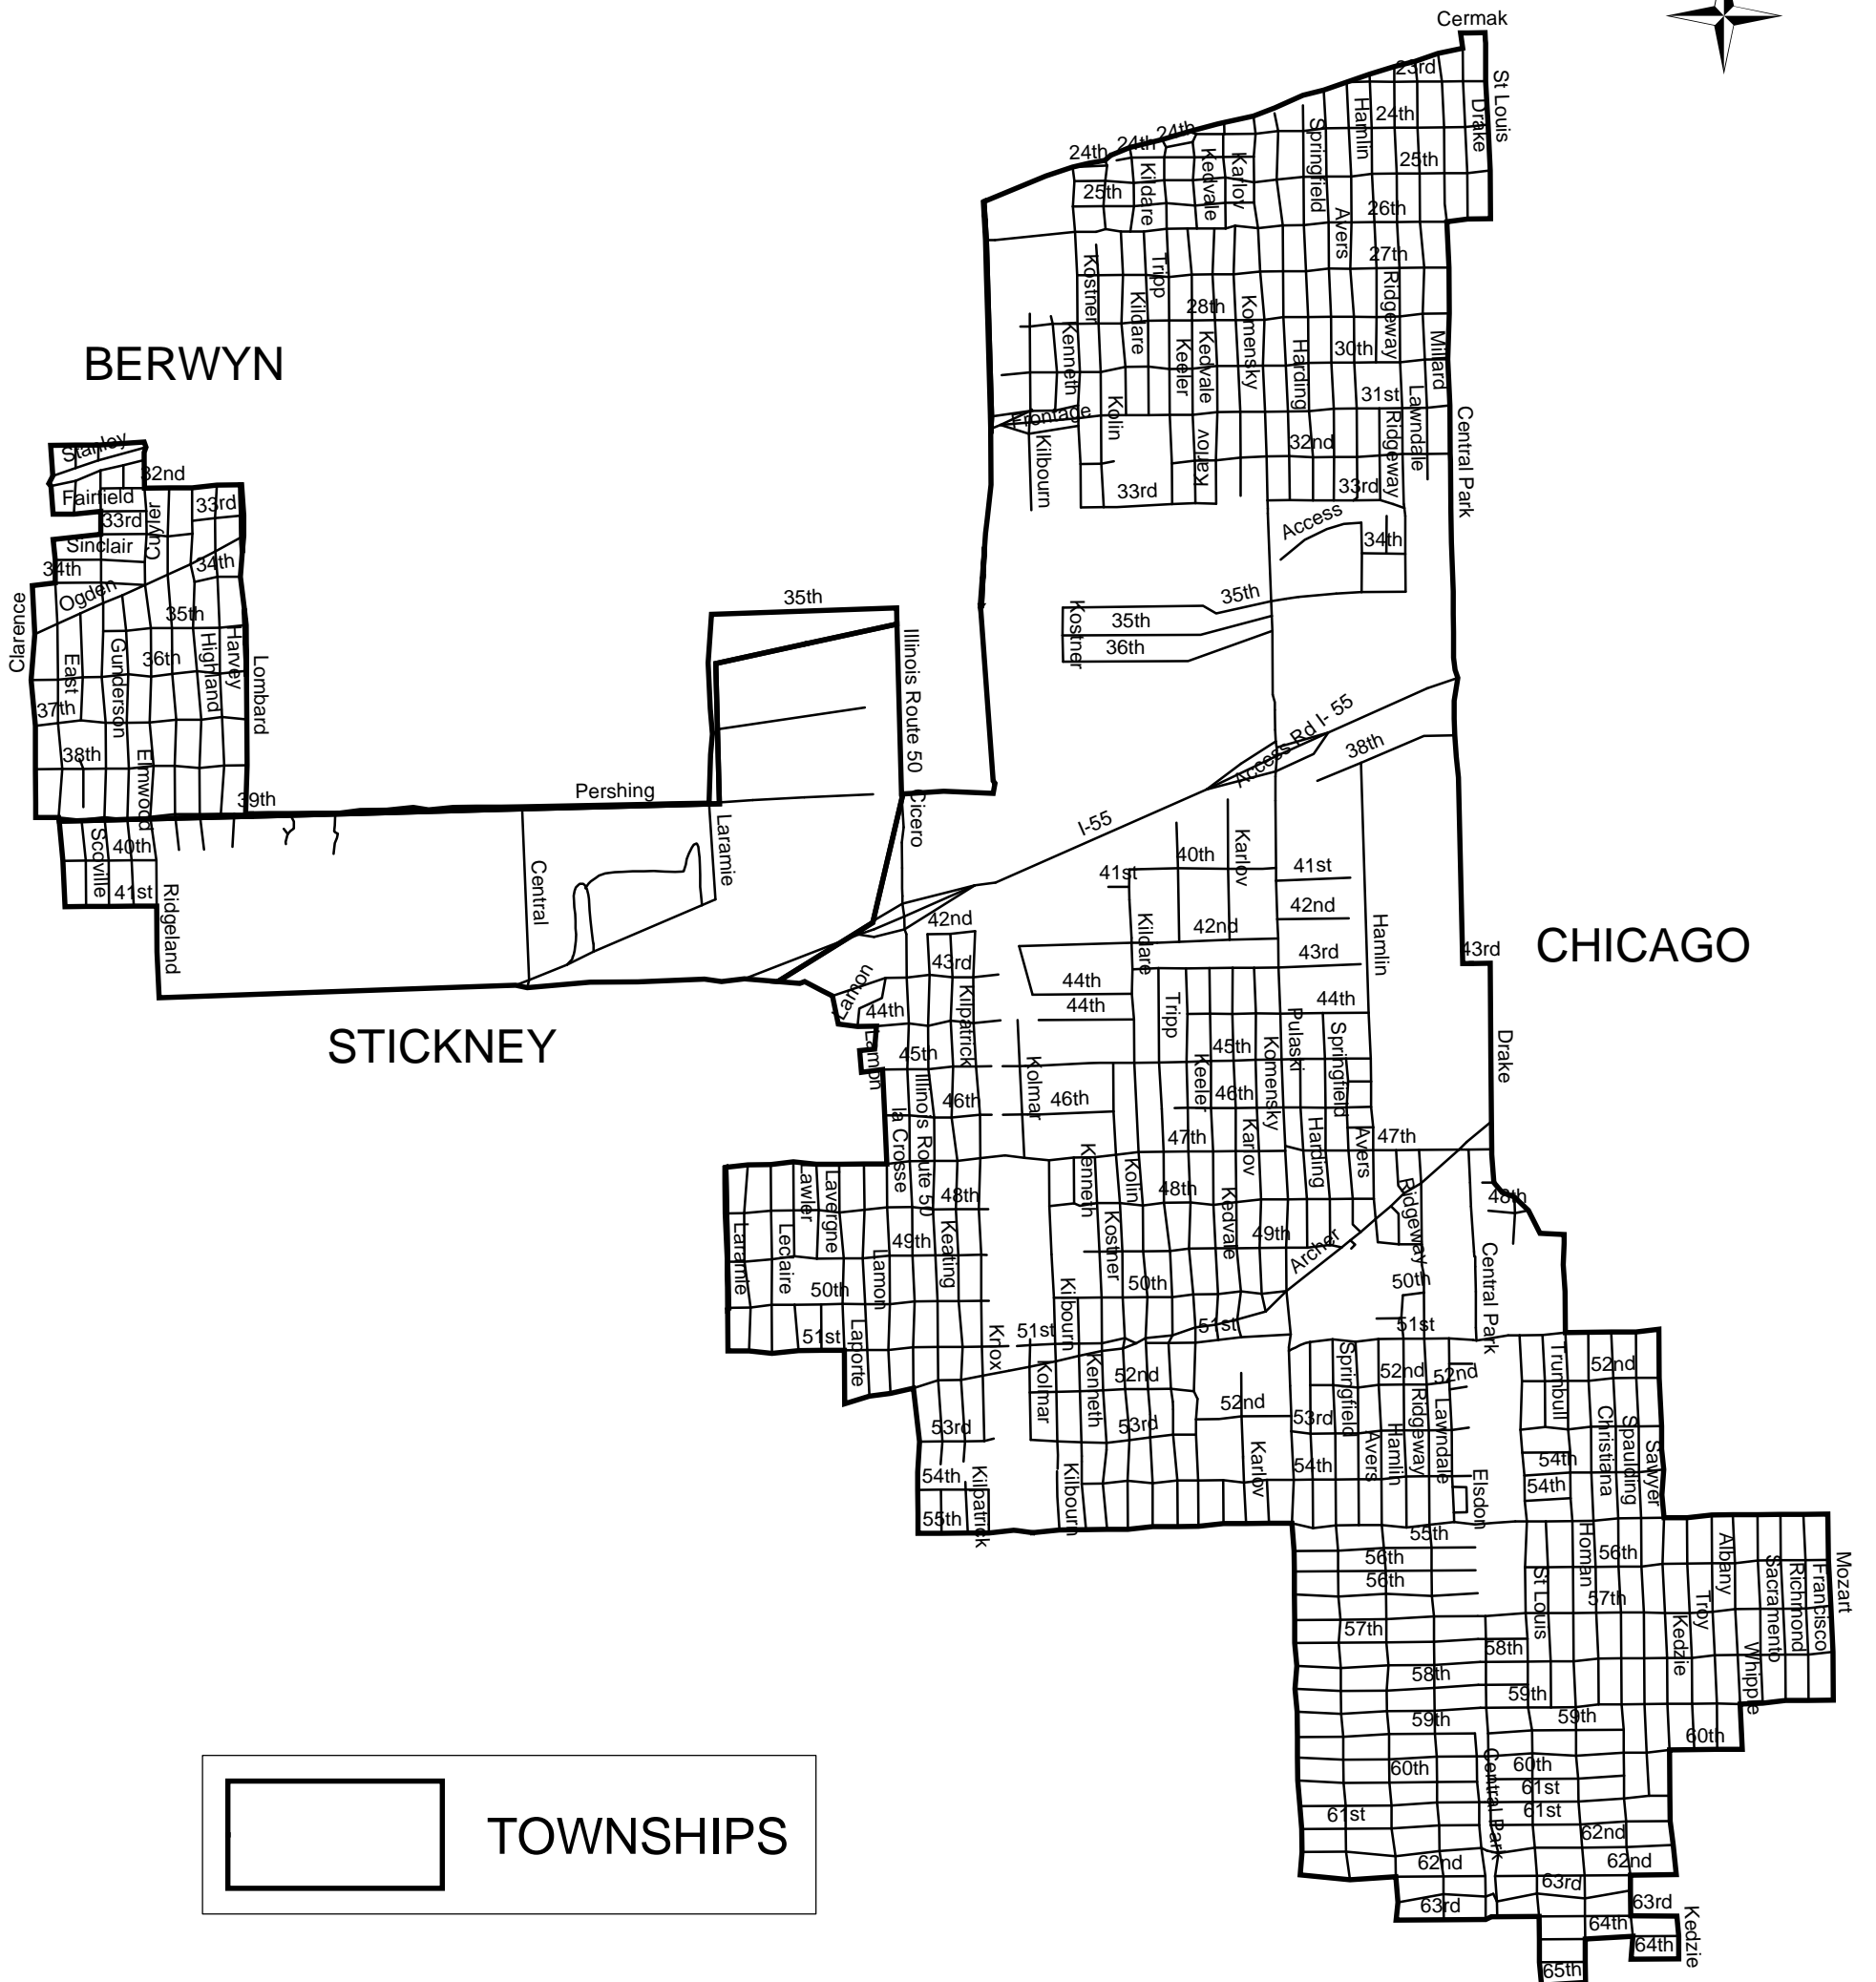 Cermak
23rd
St Louis
Hamlin
24th
Drake
Springfield
24th
24th
24th
Kedvale
Karlov
25th
Kildare
25th
26th
Avers
27th
Kostner
Tripp
Ridgeway
28th
Kildare
Komensky
Kenneth
Keeler
Kedvale
Harding
30th
Millard
BERWYN
31st
Lawndale
Central Park
Frontage
Kolin
Ridgeway
32nd
Kilbourn
Karlov
33rd
33rd
Stanley
32nd
Fairfield
33rd
33rd
Cuyler
Sinclair
34th
34th
Ogden
Clarence
35th
Access
34th
35th
35th
Kostner
35th
36th
East
Gunderson
36th
Highland
Harvey
Lombard
Illinois Route 50
37th
38th
Elmwood
39th
Pershing
Access Rd I- 55
38th
I-55
Cicero
Laramie
Scoville
40th
41st
Ridgeland
Central
40th
Karlov
41st
41st
42nd
42nd
42nd
Kildare
Hamlin
43rd
43rd
43rd
CHICAGO
Lamon
44th
Kilpatrick
44th
44th
44th
Tripp
Pulaski
Springfield
STICKNEY
Lamon
45th
Kolmar
45th
Komensky
Keeler
Drake
Illinois Route 50
46th
46th
46th
la Crosse
47th
Karlov
Harding
Avers
47th
Kenneth
Kolin
Lawler
Lavergne
48th
48th
Ridgeway
48th
Laramie
Leclaire
Lamon
49th
Keating
Kostner
Kedvale
49th
Archer
Central Park
50th
Kilbourn
50th
50th
51st
Laporte
Knox
51st
51st
51st
Kolmar
Kenneth
52nd
Springfield
52nd
52nd
Trumbull
52nd
53rd
53rd
52nd
53rd
Avers
Hamlin
Ridgeway
Lawndale
Christiana
Spaulding
Sawyer
54th
Kilpatrick
Kilbourn
Karlov
54th
Elsdon
54th
54th
55th
55th
56th
56th
Homan
56th
Albany
Sacramento
Richmond
Francisco
Mozart
St Louis
57th
Troy
57th
Kedzie
58th
Whipple
58th
59th
59th
59th
60th
60th
Central Park
60th
61st
61st
61st
62nd
62nd
62nd
63rd
63rd
63rd
64th
Kedzie
64th
65th
TOWNSHIPS